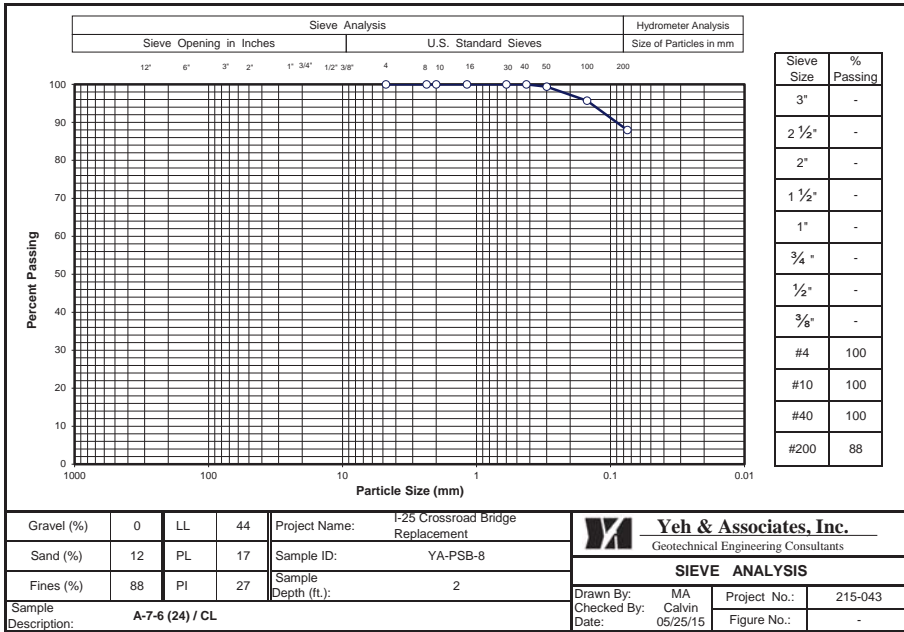 Sieve Analysis
Hydrometer Analysis
Sieve Opening in Inches
U.S. Standard Sieves
Size of Particles in mm
12" 6" 3" 2" 1" 3/4" 1/2" 3/8" 4 8 10 16 30 40 50 100 200
100
90
80
70
60
50
40
30
20
10
0
Percent Passing
1000 100 10 1 0.1 0.01
Particle Size (mm)
Sieve Size % Passing
3" -
2 ½" -
2" -
1 ½" -
1" -
¾ " -
½" -
⅜" -
#4 100
#10 100
#40 100
#200 88
Gravel (%) 0 LL 44
Sand (%) 12 PL 17
Fines (%) 88 PI 27
Sample Description: A-7-6 (24) / CL
Project Name: I-25 Crossroad Bridge Replacement
Sample ID: YA-PSB-8
Sample Depth (ft.): 2
Yeh & Associates, Inc.
Geotechnical Engineering Consultants
SIEVE ANALYSIS
Drawn By: MA
Checked By: Calvin
Date: 05/25/15
Project No.: 215-043
Figure No.: -